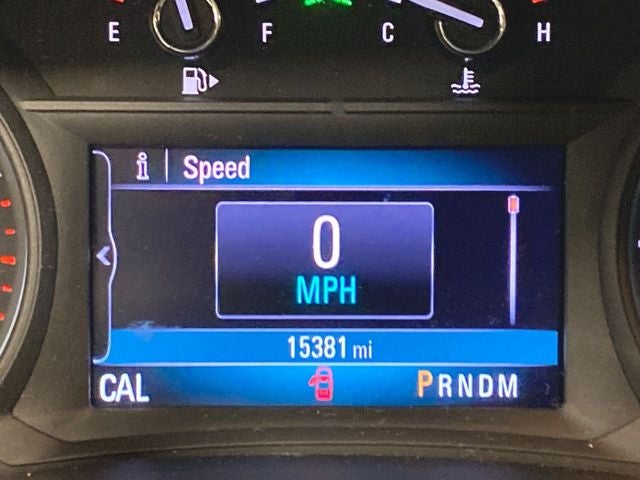 E F C H
i Speed
0
MPH
15381 mi
CAL PRNDM